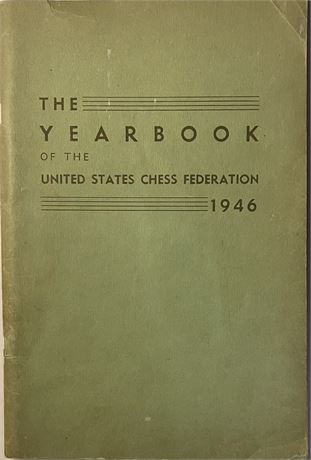 THE
YEARBOOK
OF THE
UNITED STATES CHESS FEDERATION
1946